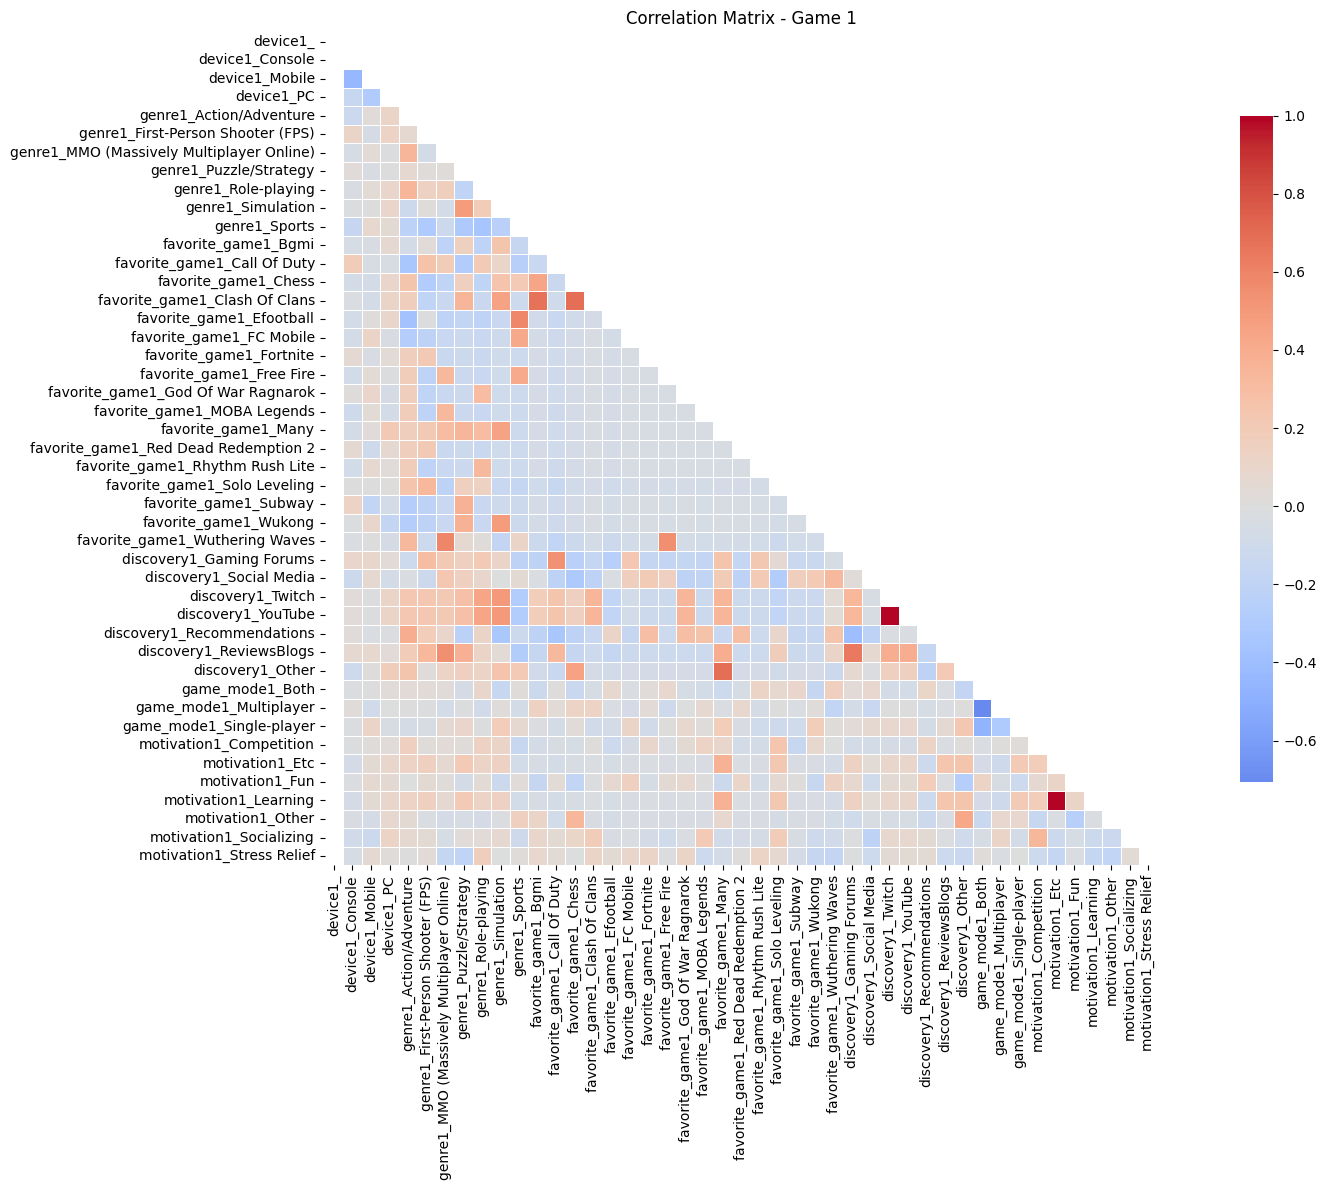 Correlation Matrix - Game 1
device1_
device1_Console
device1_Mobile
device1_PC
genre1_Action/Adventure
genre1_First-Person Shooter (FPS)
genre1_MMO (Massively Multiplayer Online)
genre1_Puzzle/Strategy
genre1_Role-playing
genre1_Simulation
genre1_Sports
favorite_game1_Bgmi
favorite_game1_Call Of Duty
favorite_game1_Chess
favorite_game1_Clash Of Clans
favorite_game1_Efootball
favorite_game1_FC Mobile
favorite_game1_Fortnite
favorite_game1_Free Fire
favorite_game1_God Of War Ragnarok
favorite_game1_MOBA Legends
favorite_game1_Many
favorite_game1_Red Dead Redemption 2
favorite_game1_Rhythm Rush Lite
favorite_game1_Solo Leveling
favorite_game1_Subway
favorite_game1_Wukong
favorite_game1_Wuthering Waves
discovery1_Gaming Forums
discovery1_Social Media
discovery1_Twitch
discovery1_YouTube
discovery1_Recommendations
discovery1_ReviewsBlogs
discovery1_Other
game_mode1_Both
game_mode1_Multiplayer
game_mode1_Single-player
motivation1_Competition
motivation1_Etc
motivation1_Fun
motivation1_Learning
motivation1_Other
motivation1_Socializing
motivation1_Stress Relief
device1_
device1_Console
device1_Mobile
device1_PC
genre1_Action/Adventure
genre1_First-Person Shooter (FPS)
genre1_MMO (Massively Multiplayer Online)
genre1_Puzzle/Strategy
genre1_Role-playing
genre1_Simulation
genre1_Sports
favorite_game1_Bgmi
favorite_game1_Call Of Duty
favorite_game1_Chess
favorite_game1_Clash Of Clans
favorite_game1_Efootball
favorite_game1_FC Mobile
favorite_game1_Fortnite
favorite_game1_Free Fire
favorite_game1_God Of War Ragnarok
favorite_game1_MOBA Legends
favorite_game1_Many
favorite_game1_Red Dead Redemption 2
favorite_game1_Rhythm Rush Lite
favorite_game1_Solo Leveling
favorite_game1_Subway
favorite_game1_Wukong
favorite_game1_Wuthering Waves
discovery1_Gaming Forums
discovery1_Social Media
discovery1_Twitch
discovery1_YouTube
discovery1_Recommendations
discovery1_ReviewsBlogs
discovery1_Other
game_mode1_Both
game_mode1_Multiplayer
game_mode1_Single-player
motivation1_Competition
motivation1_Etc
motivation1_Fun
motivation1_Learning
motivation1_Other
motivation1_Socializing
motivation1_Stress Relief
1.0
0.8
0.6
0.4
0.2
0.0
−0.2
−0.4
−0.6